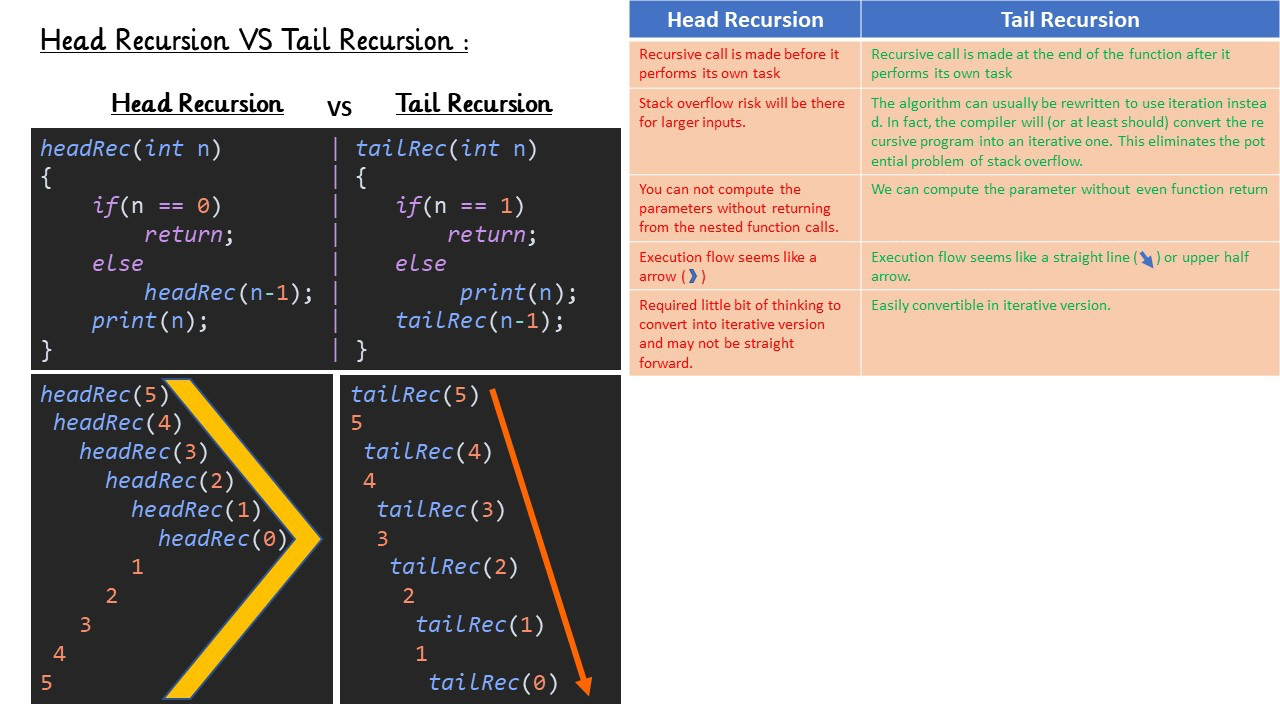 Head Recursion VS Tail Recursion :
Head Recursion vs Tail Recursion
headRec(int n)
{
if(n == 0)
return;
else
headRec(n-1);
print(n);
}
|
|
|
|
|
|
|
|
tailRec(int n)
{
if(n == 1)
return;
else
print(n);
tailRec(n-1);
}
headRec(5)
headRec(4)
headRec(3)
headRec(2)
headRec(1)
headRec(0)
1
2
3
4
5
tailRec(5)
5
tailRec(4)
4
tailRec(3)
3
tailRec(2)
2
tailRec(1)
1
tailRec(0)
Head Recursion
Tail Recursion
Recursive call is made before it
performs its own task
Recursive call is made at the end of the function after it
performs its own task
Stack overflow risk will be there
for larger inputs.
The algorithm can usually be rewritten to use iteration instea
d. In fact, the compiler will (or at least should) convert the re
cursive program into an iterative one. This eliminates the pot
ential problem of stack overflow.
You can not compute the
parameters without returning
from the nested function calls.
We can compute the parameter without even function return
Execution flow seems like a
arrow ( )
Execution flow seems like a straight line ( ) or upper half
arrow.
Required little bit of thinking to
convert into iterative version
and may not be straight
forward.
Easily convertible in iterative version.